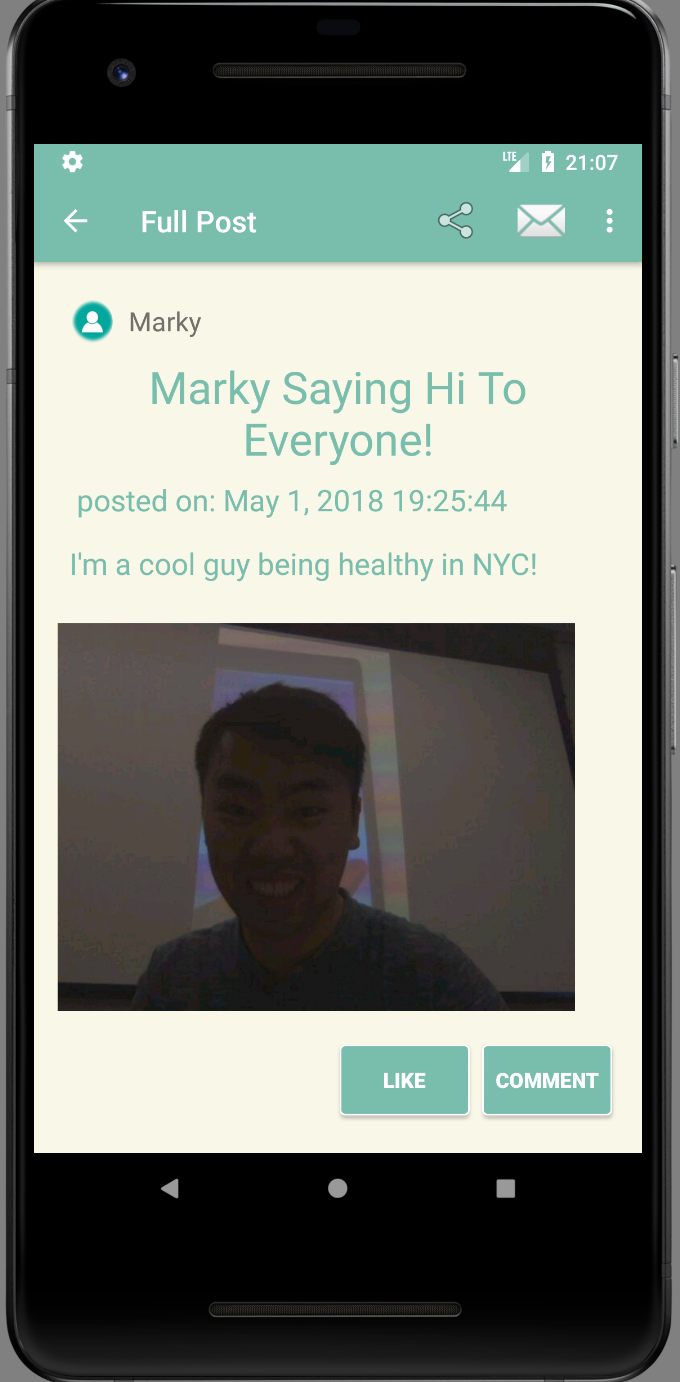 LTE 21:07
Full Post
Marky
Marky Saying Hi To
Everyone!
posted on: May 1, 2018 19:25:44
I'm a cool guy being healthy in NYC!
LIKE COMMENT